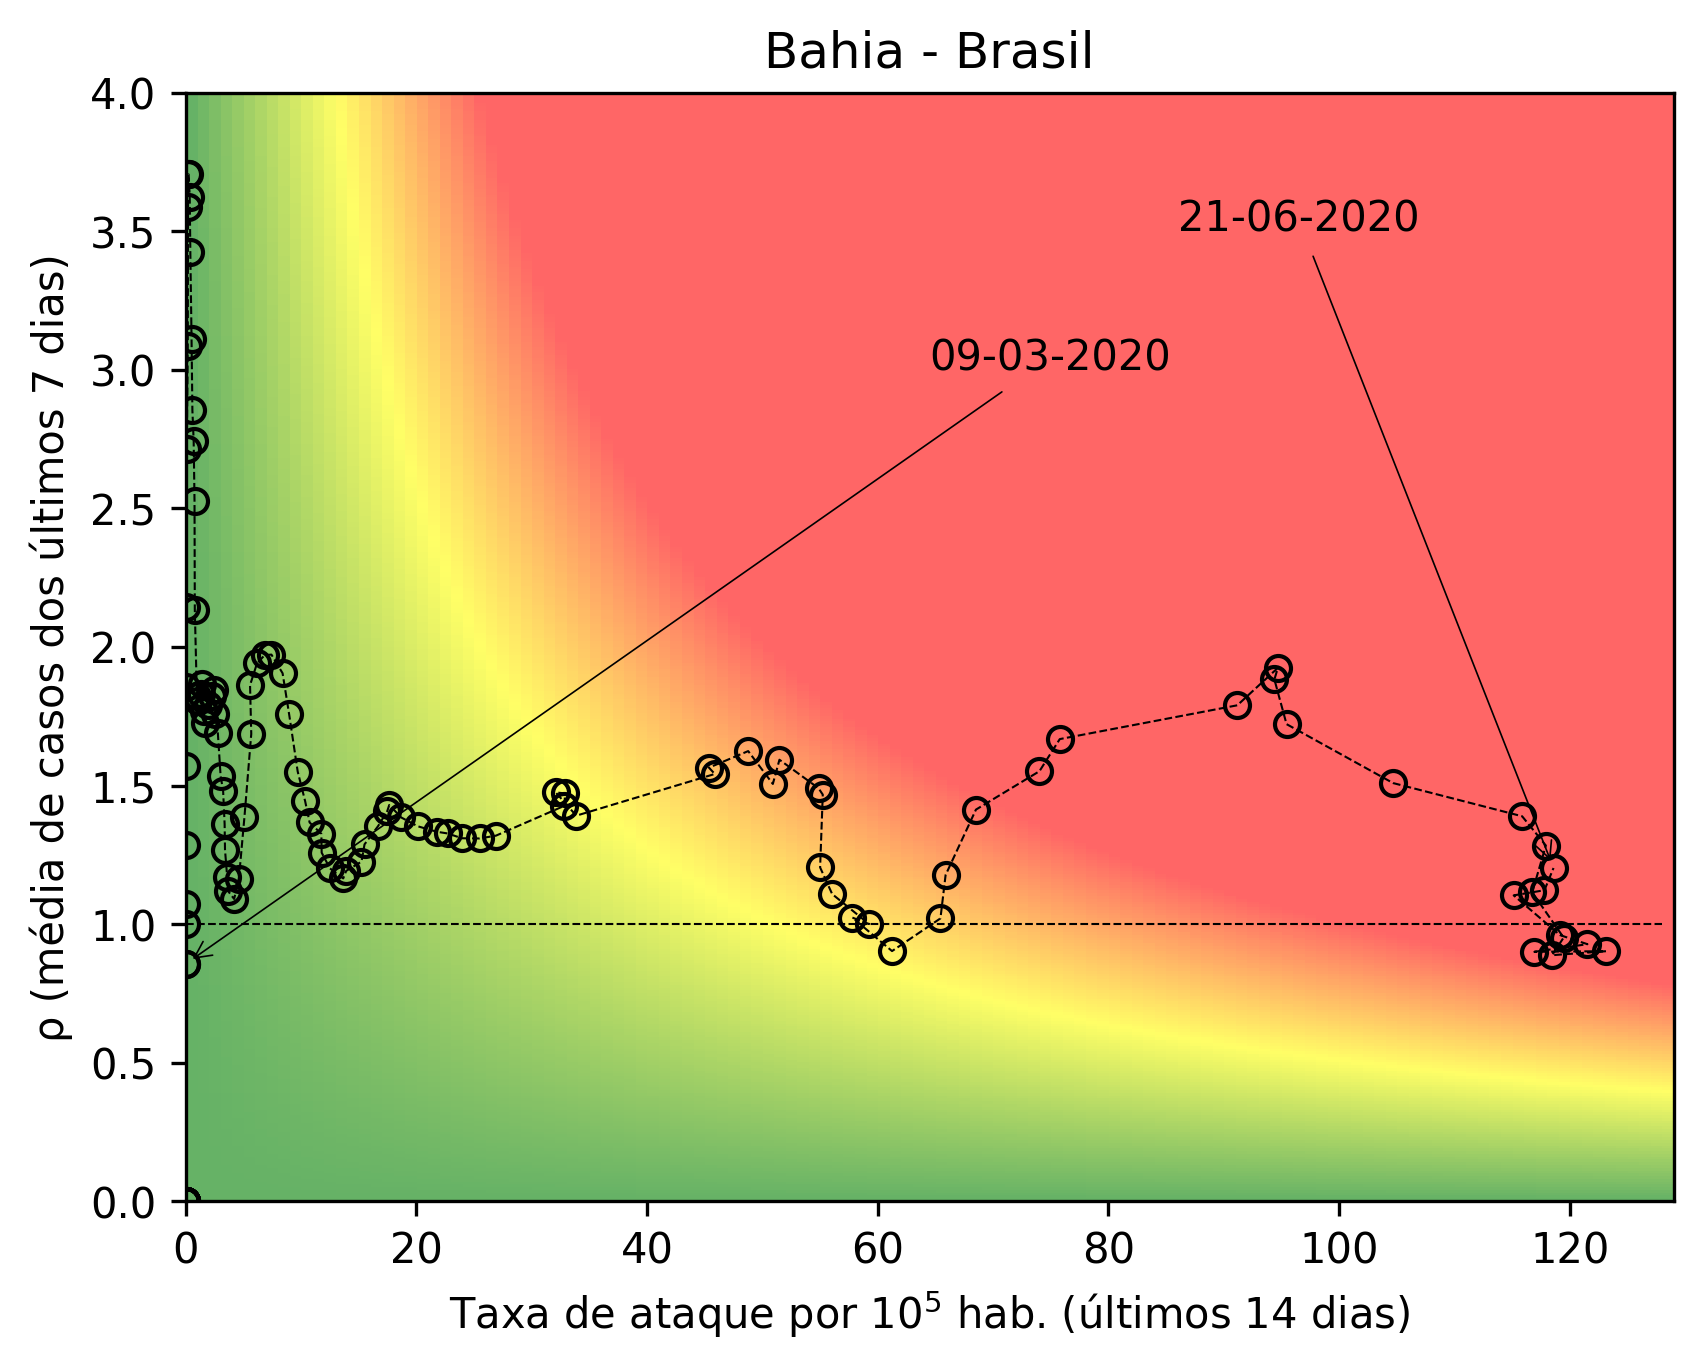 Bahia - Brasil
4.0
3.5
3.0
2.5
2.0
1.5
1.0
0.5
0.0
ρ (média de casos dos últimos 7 dias)
21-06-2020
09-03-2020
0 20 40 60 80 100 120
Taxa de ataque por 10⁵ hab. (últimos 14 dias)